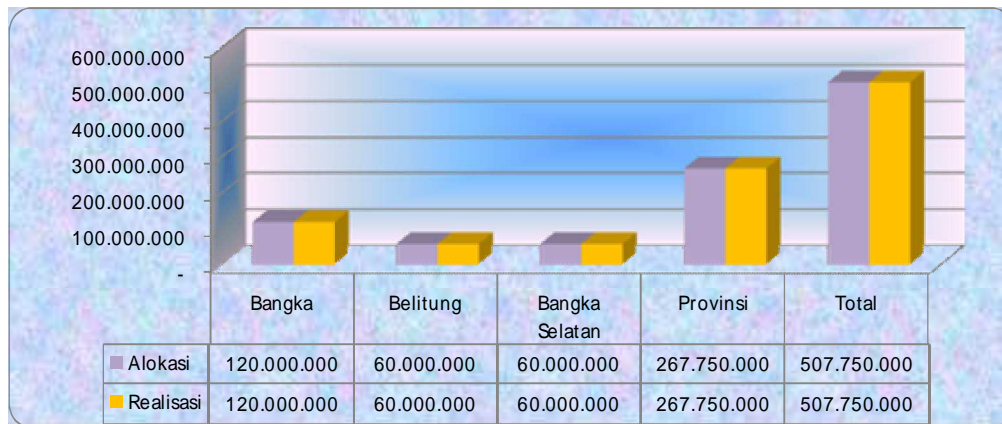 600.000.000
500.000.000
400.000.000
300.000.000
200.000.000
100.000.000
-
Bangka Belitung Bangka Selatan Provinsi Total
Alokasi 120.000.000 60.000.000 60.000.000 267.750.000 507.750.000
Realisasi 120.000.000 60.000.000 60.000.000 267.750.000 507.750.000